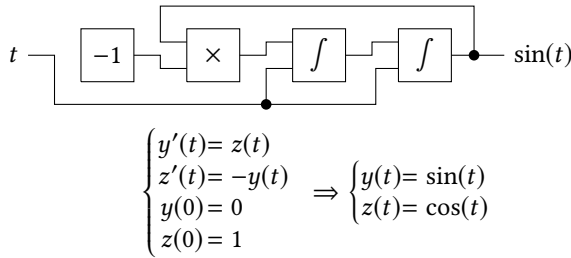 t −1 × ∫ ∫ sin(t)
y′(t)= z(t)
z′(t)= −y(t)
y(0)= 0
z(0)= 1
⇒
y(t)= sin(t)
z(t)= cos(t)